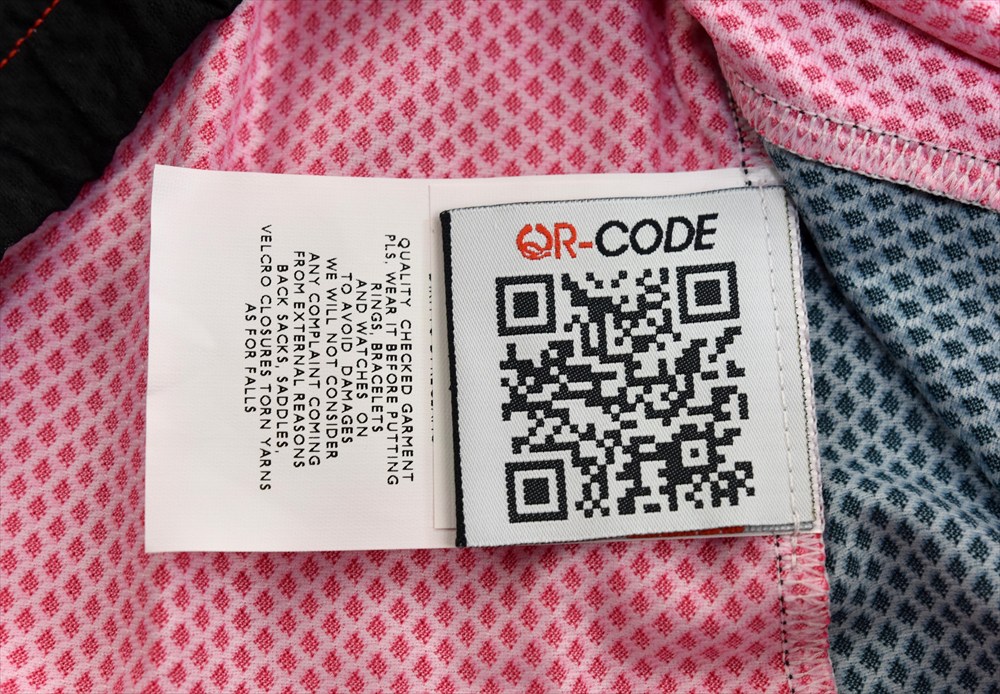 QR-CODE
QUALITY CHECKED GARMENT
PLS. WEAR IT BEFORE PUTTING
RINGS, BRACELETS
AND WATCHES ON
TO AVOID DAMAGES
WE WILL NOT CONSIDER
ANY COMPLAINT COMING
FROM EXTERNAL REASONS
BACK SACKS, SADDLES,
VELCRO CLOSURES TORN YARNS
AS FOR FALLS